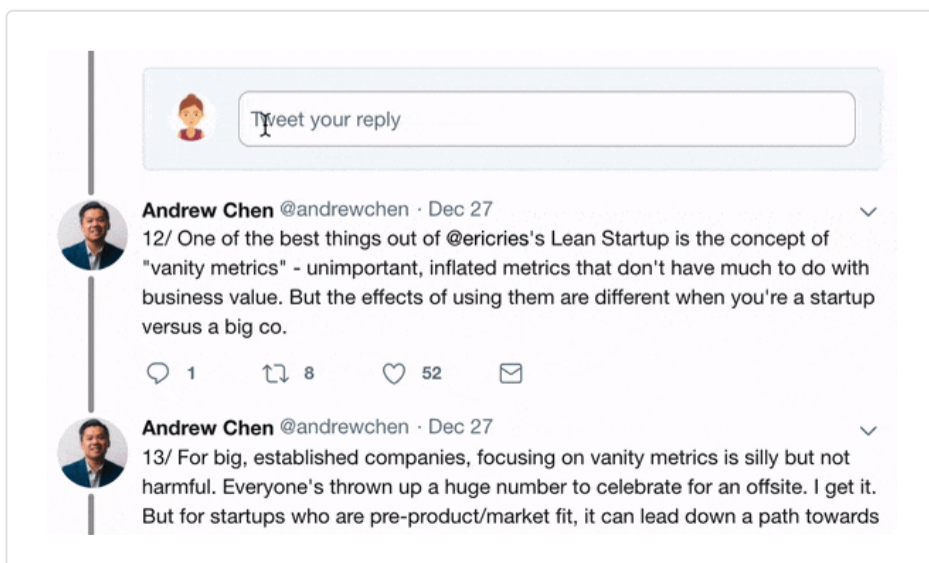 Tweet your reply
Andrew Chen @andrewchen · Dec 27
12/ One of the best things out of @ericries's Lean Startup is the concept of
"vanity metrics" - unimportant, inflated metrics that don't have much to do with
business value. But the effects of using them are different when you're a startup
versus a big co.
1 8 52
Andrew Chen @andrewchen · Dec 27
13/ For big, established companies, focusing on vanity metrics is silly but not
harmful. Everyone's thrown up a huge number to celebrate for an offsite. I get it.
But for startups who are pre-product/market fit, it can lead down a path towards